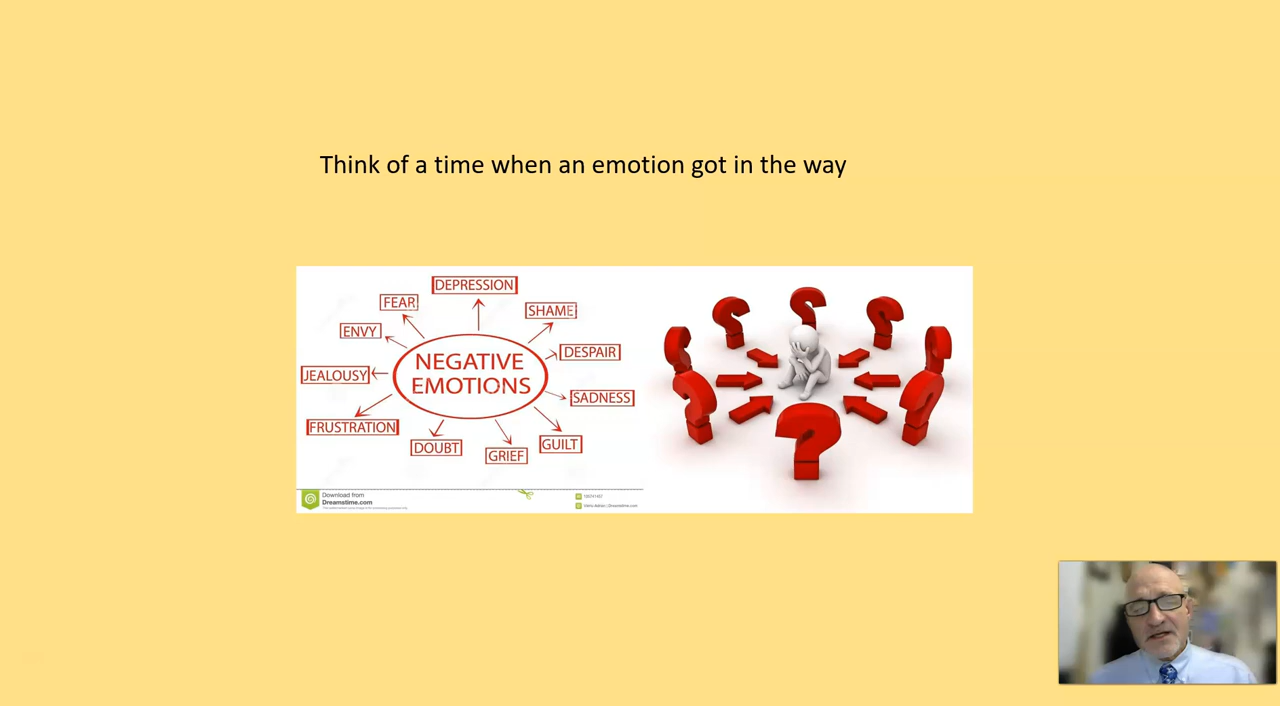 Think of a time when an emotion got in the way
DEPRESSION
FEAR
SHAME
ENVY
DESPAIR
NEGATIVE
EMOTIONS
JEALOUSY
SADNESS
FRUSTRATION
DOUBT
GUILT
GRIEF
? ? ? ? ? ? ? ?
Download from
Dreamstime.com